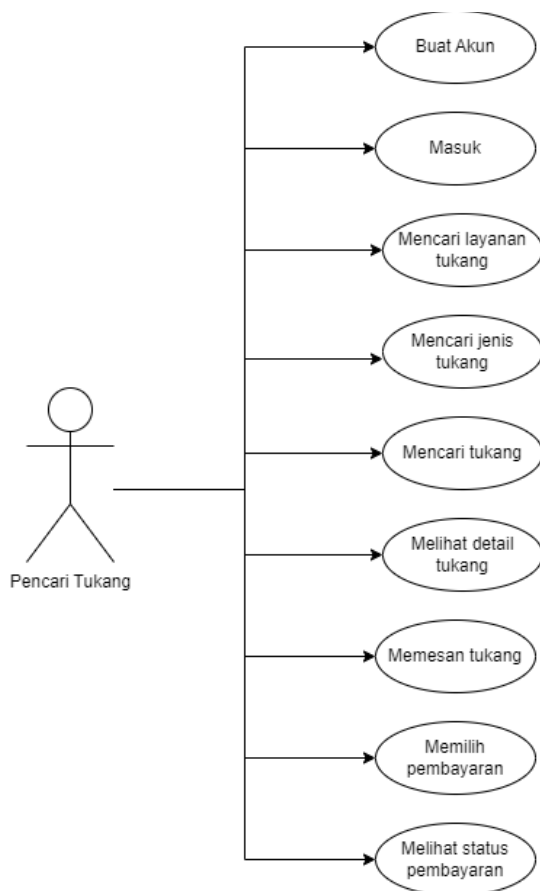 Buat Akun
Masuk
Mencari layanan
tukang
Mencari jenis
tukang
Mencari tukang
Melihat detail
tukang
Pencari Tukang
Memesan tukang
Memilih
pembayaran
Melihat status
pembayaran